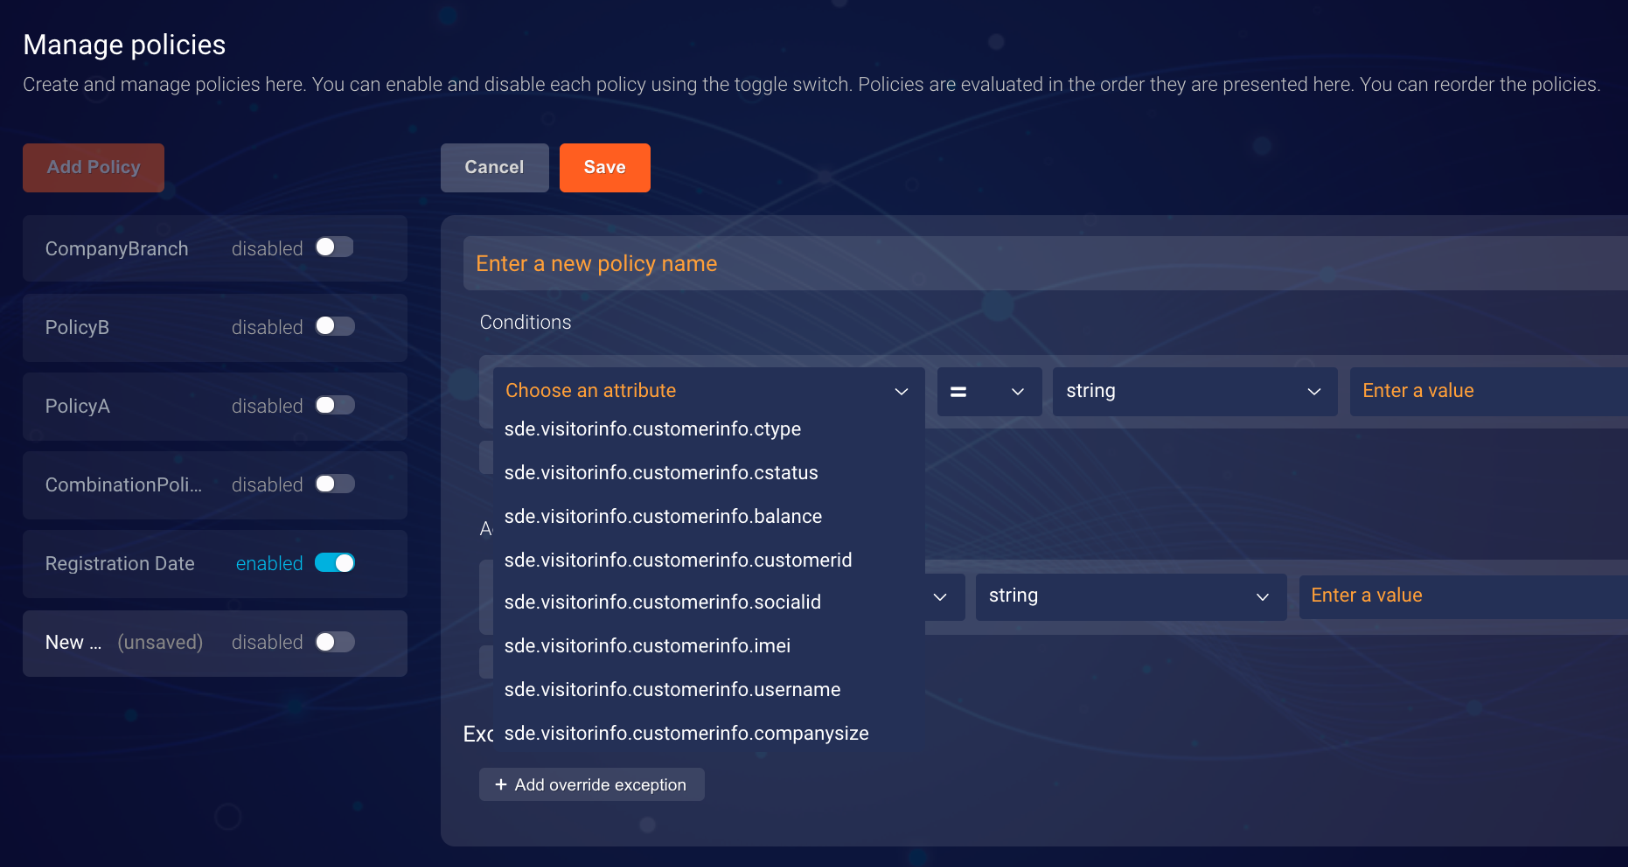 Manage policies
Create and manage policies here. You can enable and disable each policy using the toggle switch. Policies are evaluated in the order they are presented here. You can reorder the policies.
Add Policy
Cancel
Save
CompanyBranch disabled
PolicyB disabled
PolicyA disabled
CombinationPoli... disabled
Registration Date enabled
New ... (unsaved) disabled
Enter a new policy name
Conditions
Choose an attribute = string Enter a value
sde.visitorinfo.customerinfo.ctype
sde.visitorinfo.customerinfo.cstatus
sde.visitorinfo.customerinfo.balance
sde.visitorinfo.customerinfo.customerid
sde.visitorinfo.customerinfo.socialid
sde.visitorinfo.customerinfo.imei
sde.visitorinfo.customerinfo.username
sde.visitorinfo.customerinfo.companysize
string Enter a value
+ Add override exception